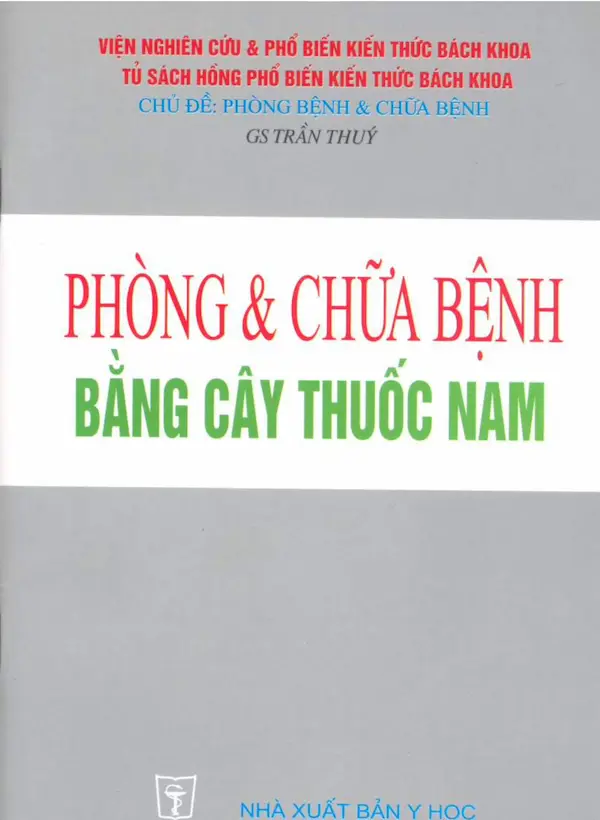 VIỆN NGHIÊN CỨU & PHỔ BIẾN KIẾN THỨC BÁCH KHOA
TỦ SÁCH HỒNG PHỔ BIẾN KIẾN THỨC BÁCH KHOA
CHỦ ĐỀ: PHÒNG BỆNH & CHỮA BỆNH
GS TRẦN THUÝ
PHÒNG & CHỮA BỆNH
BẰNG CÂY THUỐC NAM
NHÀ XUẤT BẢN Y HỌC